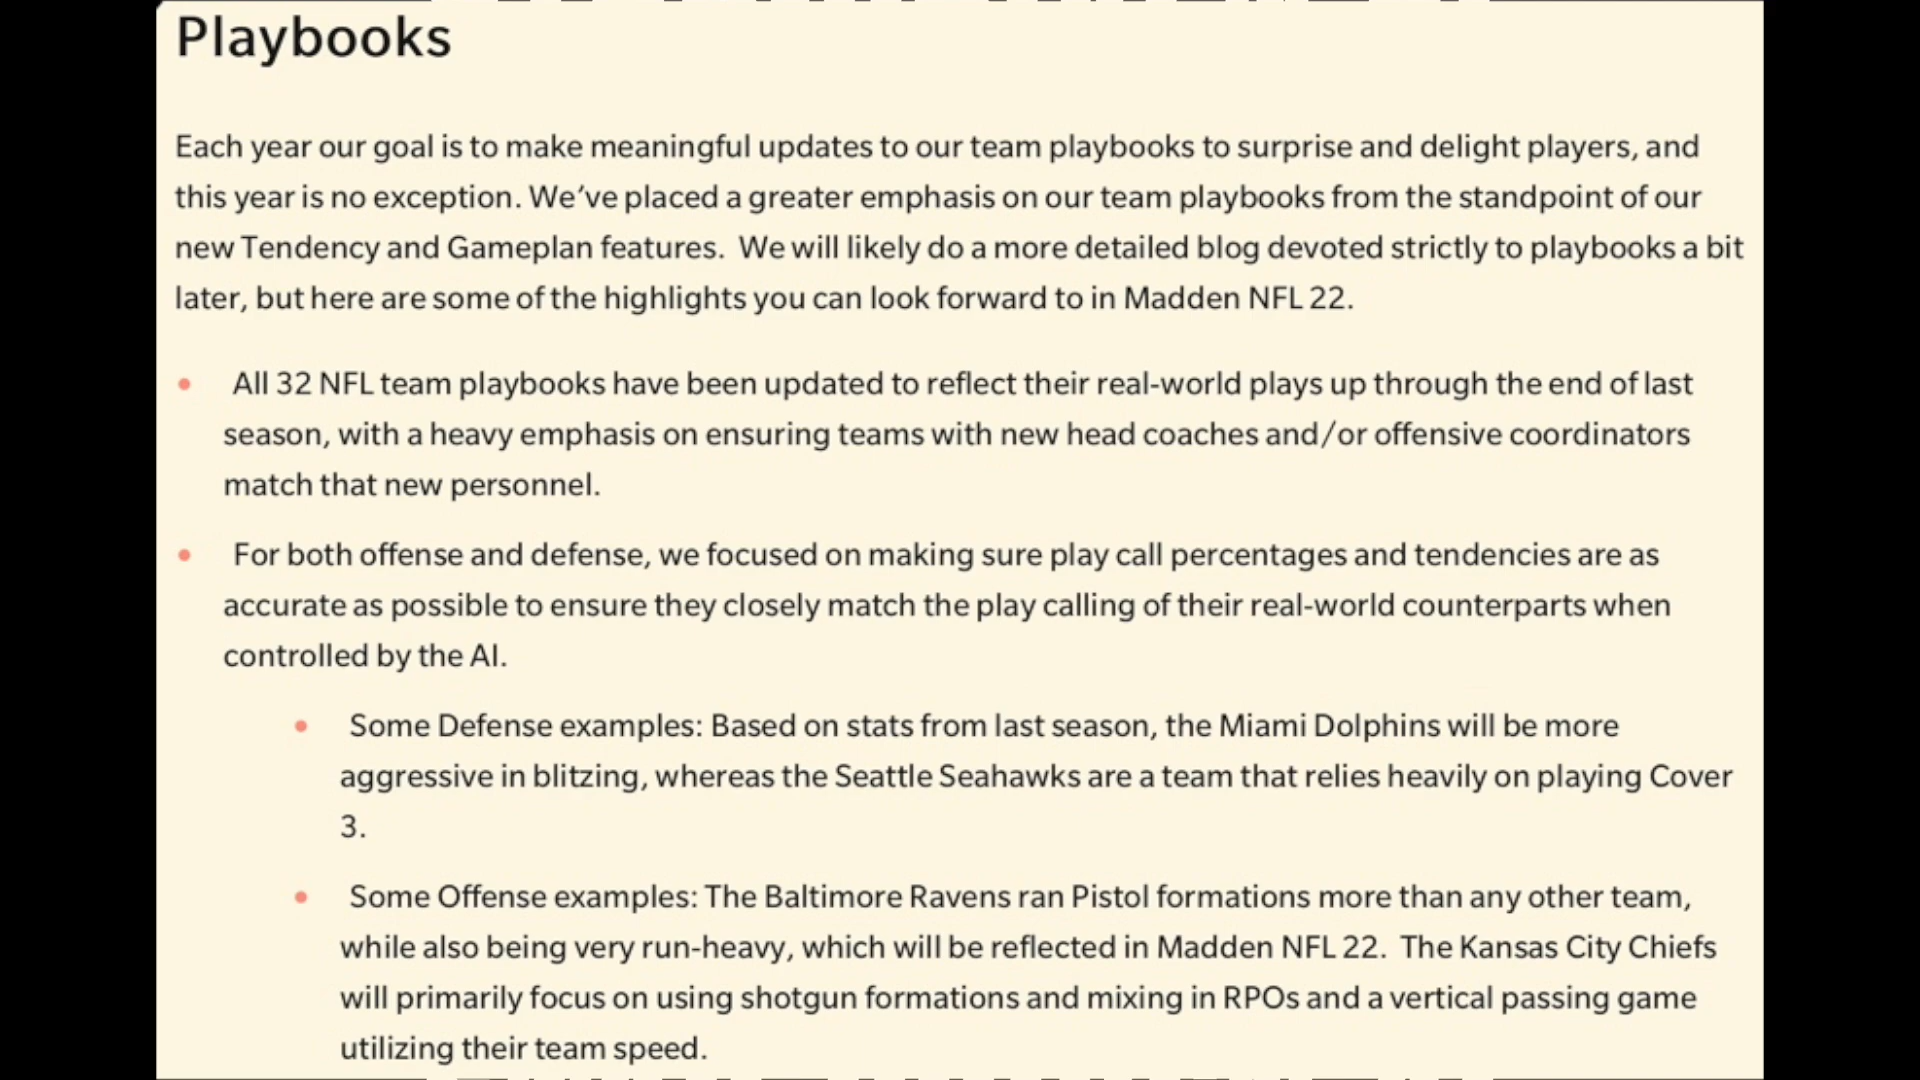 Playbooks
Each year our goal is to make meaningful updates to our team playbooks to surprise and delight players, and
this year is no exception. We've placed a greater emphasis on our team playbooks from the standpoint of our
new Tendency and Gameplan features.  We will likely do a more detailed blog devoted strictly to playbooks a bit
later, but here are some of the highlights you can look forward to in Madden NFL 22.
• All 32 NFL team playbooks have been updated to reflect their real-world plays up through the end of last
season, with a heavy emphasis on ensuring teams with new head coaches and/or offensive coordinators
match that new personnel.
• For both offense and defense, we focused on making sure play call percentages and tendencies are as
accurate as possible to ensure they closely match the play calling of their real-world counterparts when
controlled by the AI.
• Some Defense examples: Based on stats from last season, the Miami Dolphins will be more
aggressive in blitzing, whereas the Seattle Seahawks are a team that relies heavily on playing Cover
3.
• Some Offense examples: The Baltimore Ravens ran Pistol formations more than any other team,
while also being very run-heavy, which will be reflected in Madden NFL 22.  The Kansas City Chiefs
will primarily focus on using shotgun formations and mixing in RPOs and a vertical passing game
utilizing their team speed.